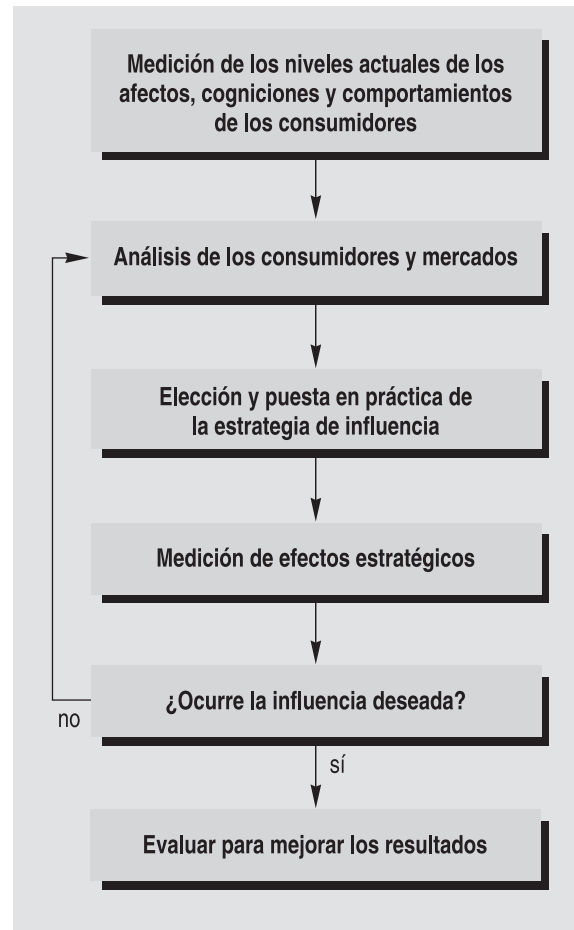 Medición de los niveles actuales de los
afectos, cogniciones y comportamientos
de los consumidores
Análisis de los consumidores y mercados
Elección y puesta en práctica de
la estrategia de influencia
Medición de efectos estratégicos
¿Ocurre la influencia deseada?
no
sí
Evaluar para mejorar los resultados